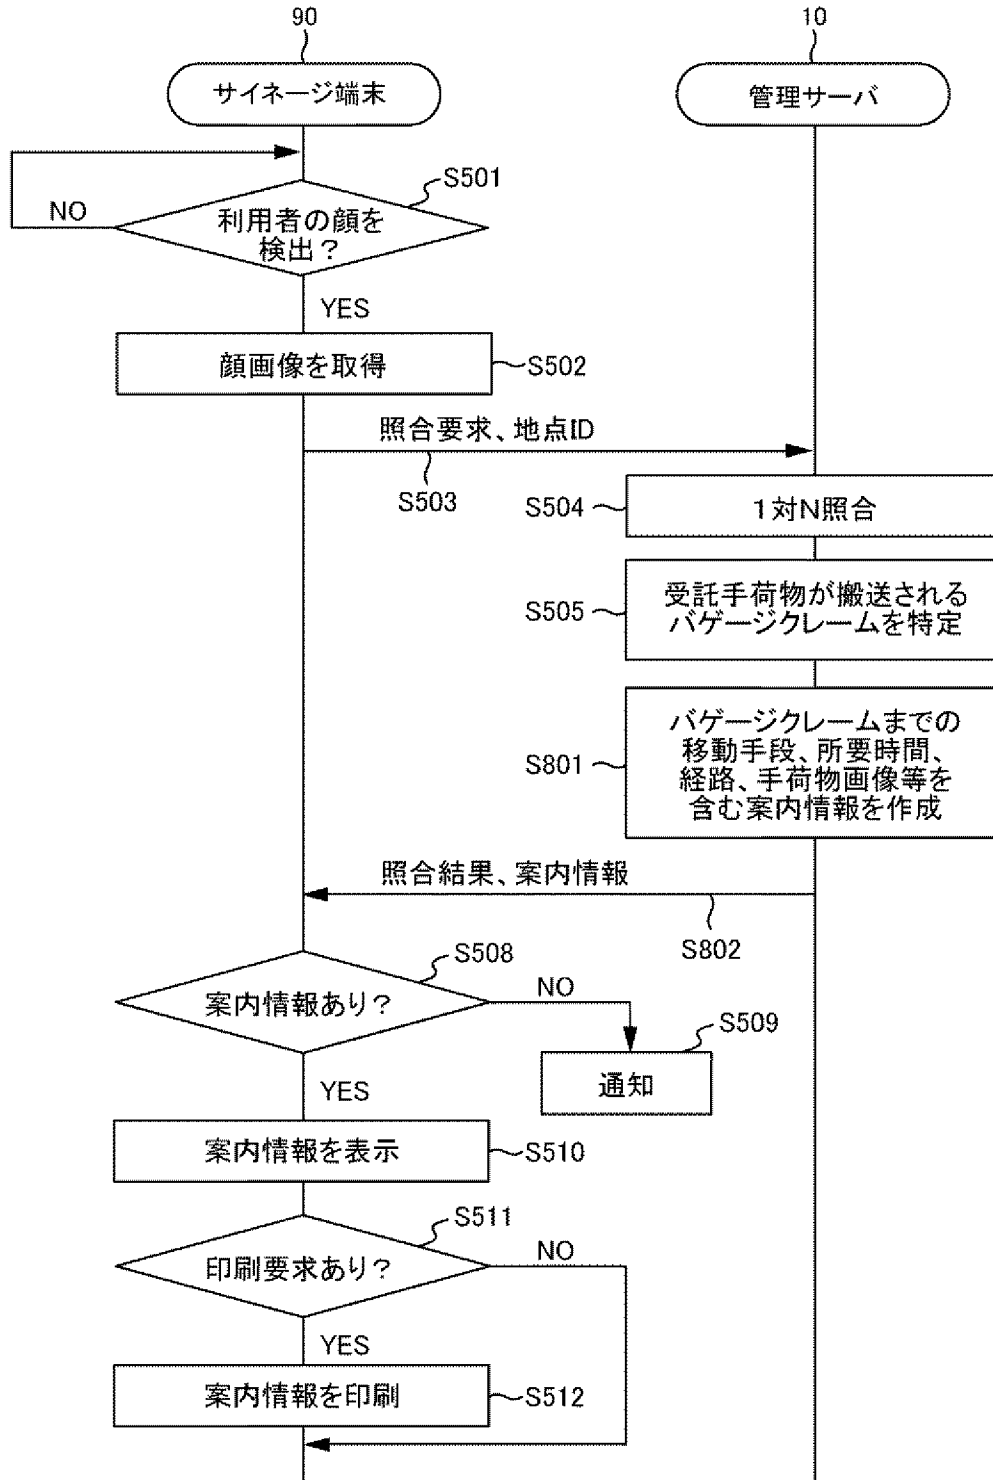 90
10
サイネージ端末
管理サーバ
S501
NO
利用者の顔を
検出？
YES
顔画像を取得
S502
照合要求、地点ID
S503
S504
1対N照合
S505
受託手荷物が搬送される
バゲージクレームを特定
S801
バゲージクレームまでの
移動手段、所要時間、
経路、手荷物画像等を
含む案内情報を作成
照合結果、案内情報
S802
S508
案内情報あり？
NO
S509
通知
YES
案内情報を表示
S510
S511
印刷要求あり？
NO
YES
案内情報を印刷
S512